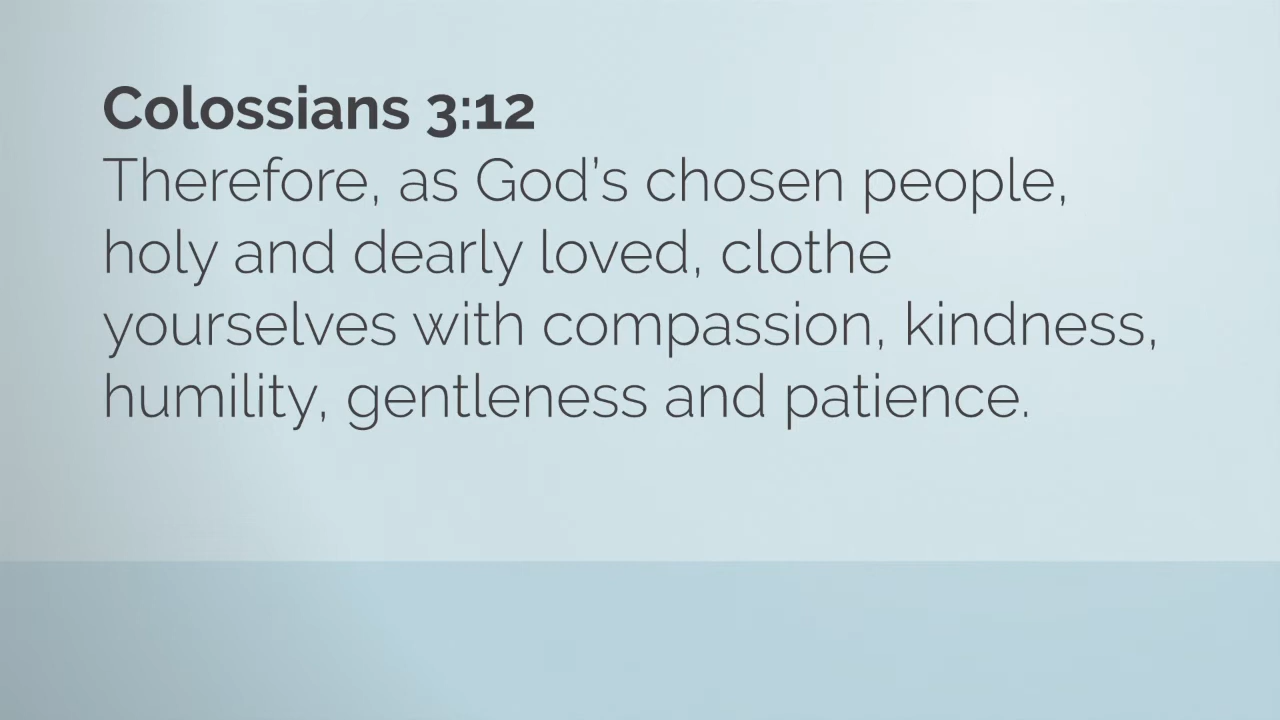 Colossians 3:12
Therefore, as God’s chosen people,
holy and dearly loved, clothe
yourselves with compassion, kindness,
humility, gentleness and patience.